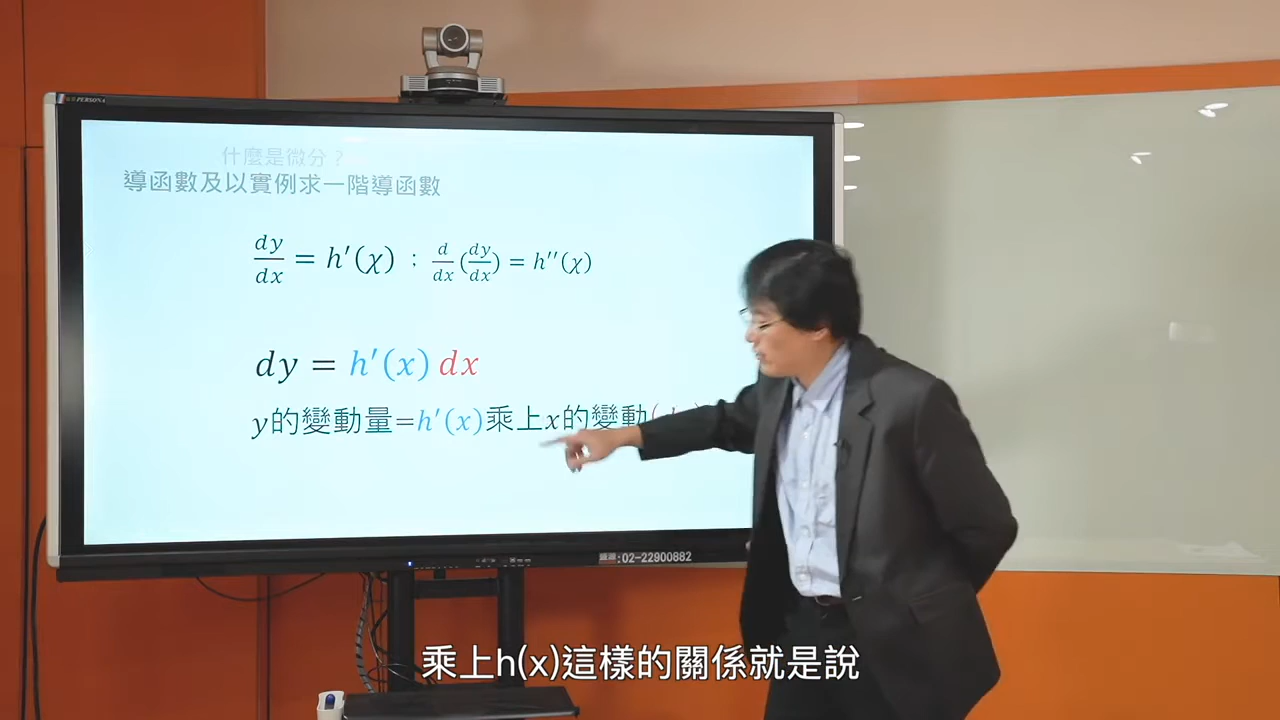 PERSONA
什麼是微分？
導函數及以實例求一階導函數
dy/dx = h′(χ) : d/dx(dy/dx) = h′′(χ)
dy = h′(x) dx
y的變動量=h′(x)乘上x的變動(
:02-22900882
乘上h(x)這樣的關係就是說